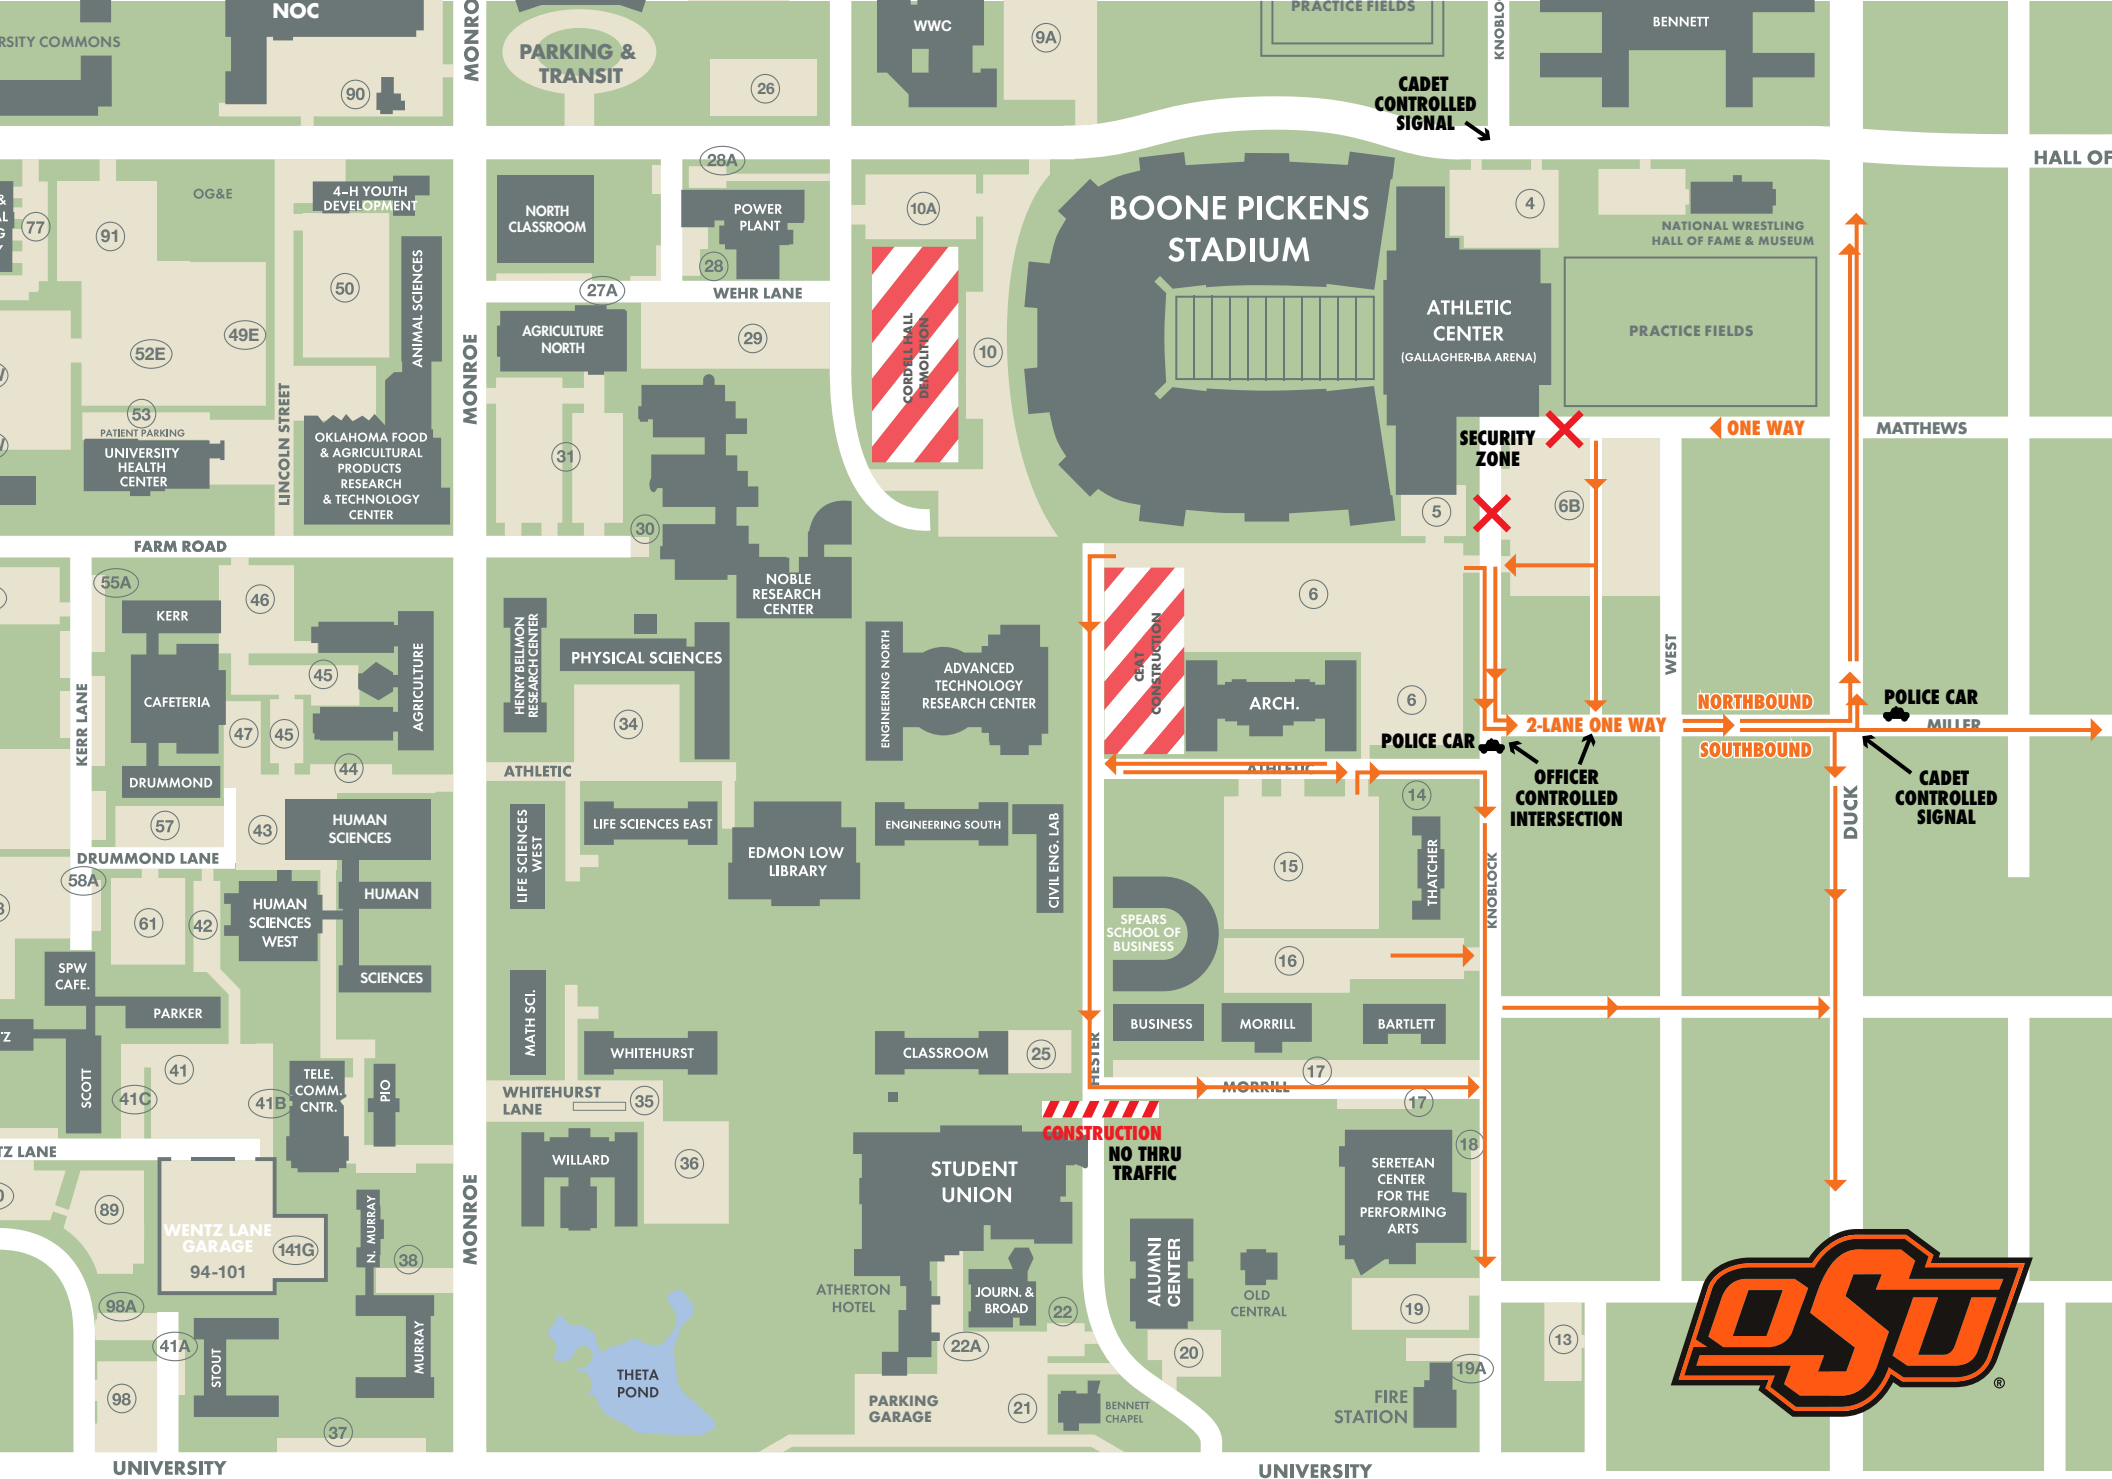 NOC
RSITY COMMONS
90
MONRO
PARKING &
TRANSIT
26
WWC
9A
PRACTICE FIELDS
KNOBLO
BENNETT
CADET
CONTROLLED
SIGNAL
HALL OF
77
91
OG&E
4-H YOUTH
DEVELOPMENT
50
ANIMAL SCIENCES
49E
52E
53
PATIENT PARKING
UNIVERSITY
HEALTH
CENTER
LINCOLN STREET
OKLAHOMA FOOD
& AGRICULTURAL
PRODUCTS
RESEARCH
& TECHNOLOGY
CENTER
MONROE
NORTH
CLASSROOM
28A
POWER
PLANT
28
27A
WEHR LANE
AGRICULTURE
NORTH
29
31
30
10A
CORDELL HALL
DEMOLITION
10
BOONE PICKENS
STADIUM
ATHLETIC
CENTER
(GALLAGHER-IBA ARENA)
4
NATIONAL WRESTLING
HALL OF FAME & MUSEUM
PRACTICE FIELDS
ONE WAY
MATTHEWS
SECURITY
ZONE
5
6B
FARM ROAD
55A
KERR
46
CAFETERIA
45
AGRICULTURE
47
45
KERR LANE
DRUMMOND
44
57
43
HUMAN
SCIENCES
DRUMMOND LANE
58A
61
42
HUMAN
SCIENCES
WEST
HUMAN
SCIENCES
SPW
CAFE.
PARKER
TZ
SCOTT
41
41C
41B
TELE.
COMM.
CNTR.
PIO
TZ LANE
89
WENTZ LANE
GARAGE
94-101
141G
N. MURRAY
38
98A
41A
STOUT
MURRAY
98
37
UNIVERSITY
MONROE
NOBLE
RESEARCH
CENTER
HENRY BELLMON
RESEARCH CENTER
PHYSICAL SCIENCES
34
ATHLETIC
LIFE SCIENCES
WEST
LIFE SCIENCES EAST
EDMON LOW
LIBRARY
ENGINEERING NORTH
ADVANCED
TECHNOLOGY
RESEARCH CENTER
ENGINEERING SOUTH
CIVIL ENG. LAB
MATH SCI.
WHITEHURST
CLASSROOM
25
WHITEHURST
LANE
35
WILLARD
36
STUDENT
UNION
ATHERTON
HOTEL
JOURN. &
BROAD
22
22A
THETA
POND
PARKING
GARAGE
21
BENNETT
CHAPEL
CEAT
CONSTRUCTION
6
ARCH.
6
WEST
2-LANE ONE WAY
NORTHBOUND
SOUTHBOUND
POLICE CAR
MILLER
POLICE CAR
OFFICER
CONTROLLED
INTERSECTION
CADET
CONTROLLED
SIGNAL
DUCK
ATHLETIC
14
15
THATCHER
KNOBLOCK
SPEARS
SCHOOL OF
BUSINESS
16
BUSINESS
MORRILL
BARTLETT
HESTER
17
MORRILL
17
CONSTRUCTION
NO THRU
TRAFFIC
18
SERETEAN
CENTER
FOR THE
PERFORMING
ARTS
ALUMNI
CENTER
OLD
CENTRAL
19
20
19A
13
FIRE
STATION
UNIVERSITY
OSU
®